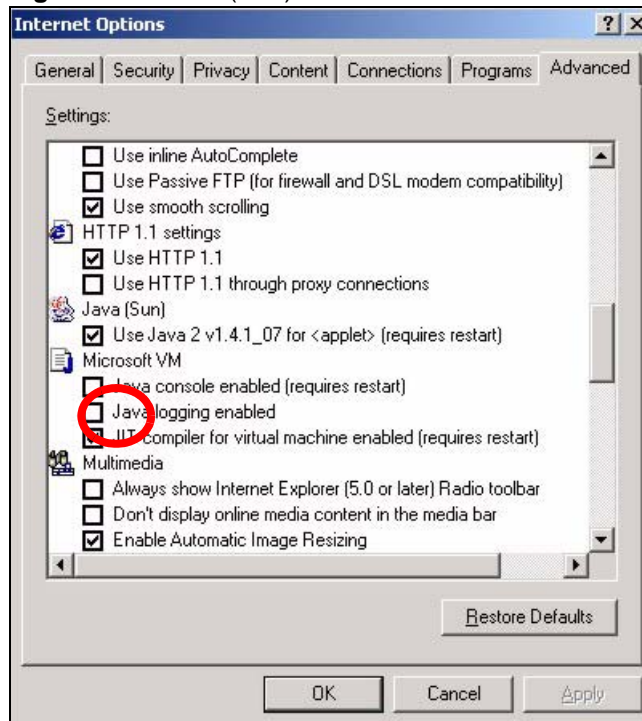 Internet Options
General Security Privacy Content Connections Programs Advanced
Settings:
Use inline AutoComplete
Use Passive FTP (for firewall and DSL modem compatibility)
Use smooth scrolling
HTTP 1.1 settings
Use HTTP 1.1
Use HTTP 1.1 through proxy connections
Java (Sun)
Use Java 2 v1.4.1_07 for <applet> (requires restart)
Microsoft VM
Java console enabled (requires restart)
Java logging enabled
JIT compiler for virtual machine enabled (requires restart)
Multimedia
Always show Internet Explorer (5.0 or later) Radio toolbar
Don't display online media content in the media bar
Enable Automatic Image Resizing
Restore Defaults
OK Cancel Apply